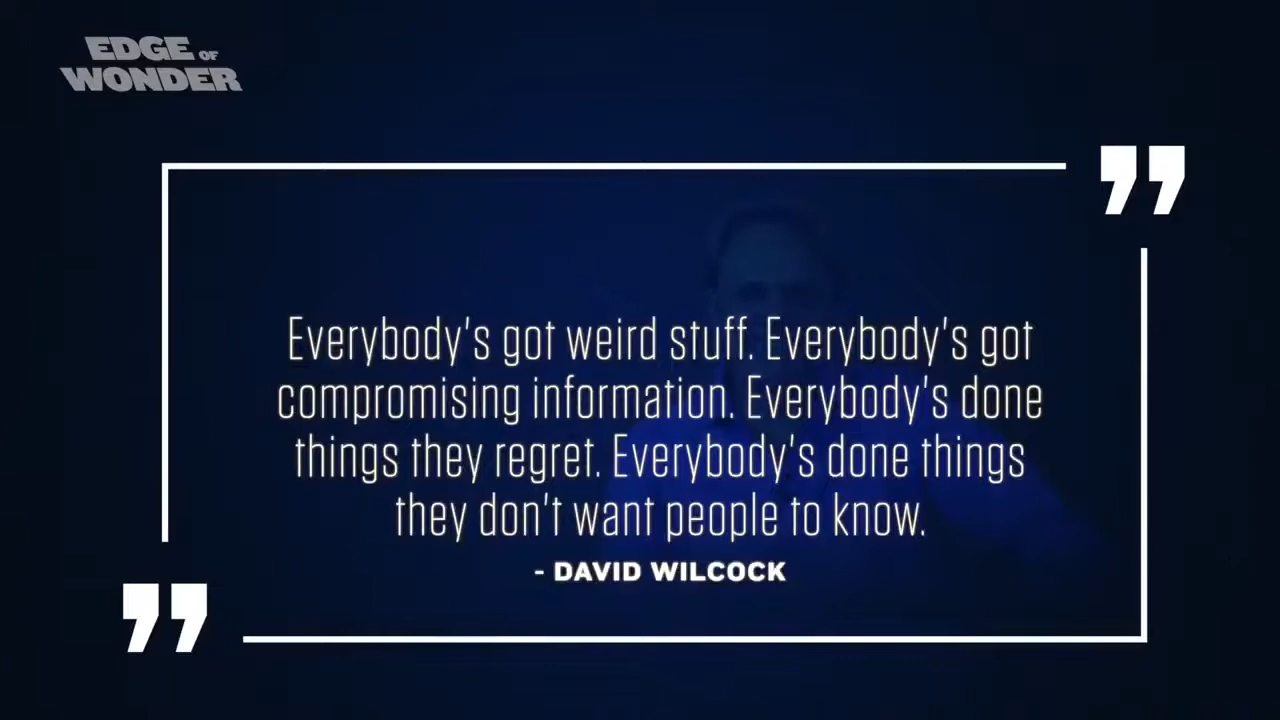 EDGE OF
WONDER
Everybody's got weird stuff. Everybody's got
compromising information. Everybody's done
things they regret. Everybody's done things
they don't want people to know.
- DAVID WILCOCK